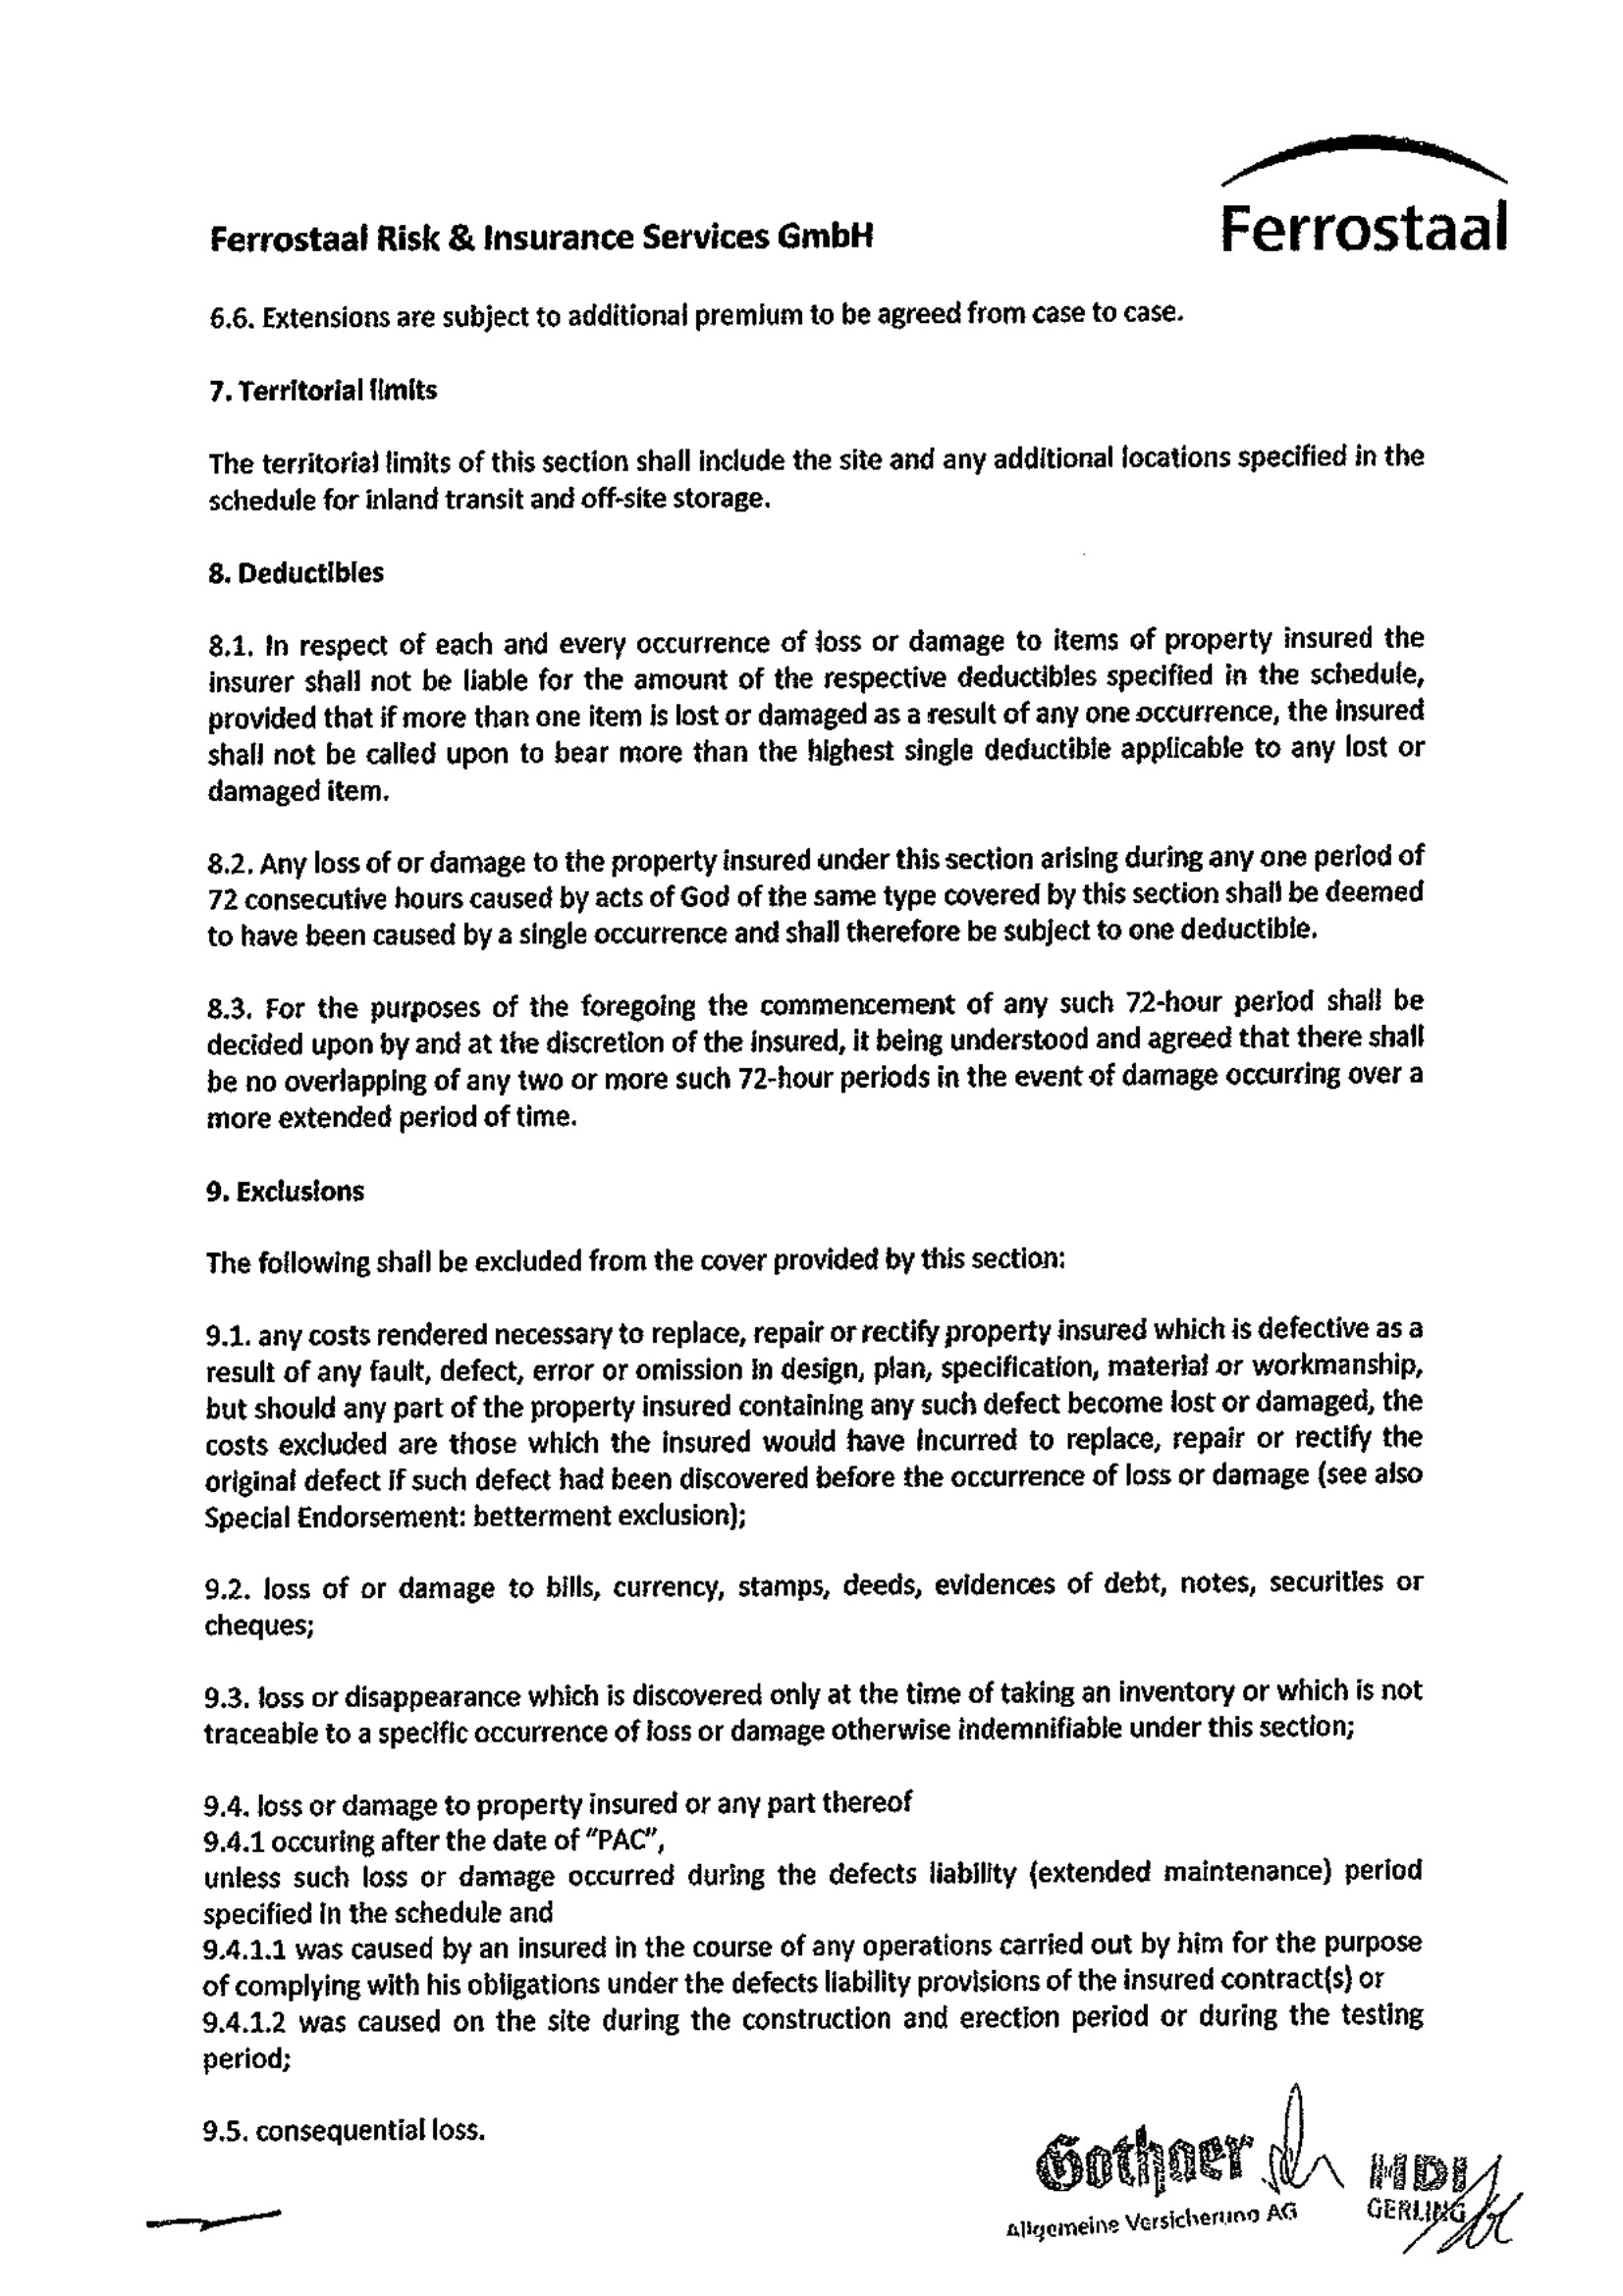 Ferrostaal
Ferrostaal Risk & Insurance Services GmbH
6.6. Extensions are subject to additional premium to be agreed from case to case.
7. Territorial limits
The territorial limits of this section shall include the site and any additional locations specified in the
schedule for inland transit and off-site storage.
8. Deductibles
8.1. In respect of each and every occurrence of loss or damage to items of property insured the
insurer shall not be liable for the amount of the respective deductibles specified in the schedule,
provided that if more than one item is lost or damaged as a result of any one occurrence, the insured
shall not be called upon to bear more than the highest single deductible applicable to any lost or
damaged item.
8.2. Any loss of or damage to the property insured under this section arising during any one period of
72 consecutive hours caused by acts of God of the same type covered by this section shall be deemed
to have been caused by a single occurrence and shall therefore be subject to one deductible.
8.3. For the purposes of the foregoing the commencement of any such 72-hour period shall be
decided upon by and at the discretion of the insured, it being understood and agreed that there shall
be no overlapping of any two or more such 72-hour periods in the event of damage occurring over a
more extended period of time.
9. Exclusions
The following shall be excluded from the cover provided by this section:
9.1. any costs rendered necessary to replace, repair or rectify property insured which is defective as a
result of any fault, defect, error or omission in design, plan, specification, material or workmanship,
but should any part of the property insured containing any such defect become lost or damaged, the
costs excluded are those which the insured would have incurred to replace, repair or rectify the
original defect if such defect had been discovered before the occurrence of loss or damage (see also
Special Endorsement: betterment exclusion);
9.2. loss of or damage to bills, currency, stamps, deeds, evidences of debt, notes, securities or
cheques;
9.3. loss or disappearance which is discovered only at the time of taking an inventory or which is not
traceable to a specific occurrence of loss or damage otherwise indemnifiable under this section;
9.4. loss or damage to property insured or any part thereof
9.4.1 occuring after the date of “PAC”,
unless such loss or damage occurred during the defects liability (extended maintenance) period
specified in the schedule and
9.4.1.1 was caused by an insured in the course of any operations carried out by him for the purpose
of complying with his obligations under the defects liability provisions of the insured contract(s) or
9.4.1.2 was caused on the site during the construction and erection period or during the testing
period;
9.5. consequential loss.
Gothaer
Allgemeine Versicherung AG
HDI
GERLING